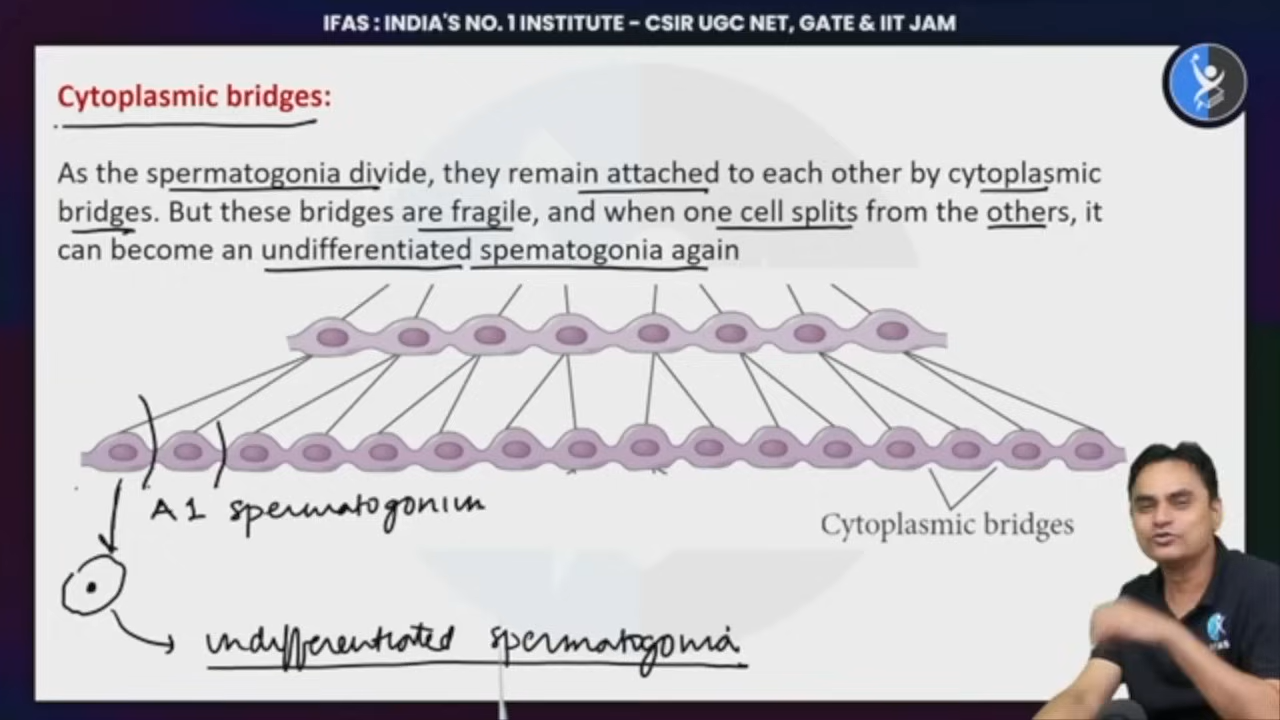 IFAS : INDIA'S NO. 1 INSTITUTE - CSIR UGC NET, GATE & IIT JAM
Cytoplasmic bridges:
As the spermatogonia divide, they remain attached to each other by cytoplasmic
bridges. But these bridges are fragile, and when one cell splits from the others, it
can become an undifferentiated spematogonia again
A1 spermatogonium
Cytoplasmic bridges
undifferentiated spermatogonia